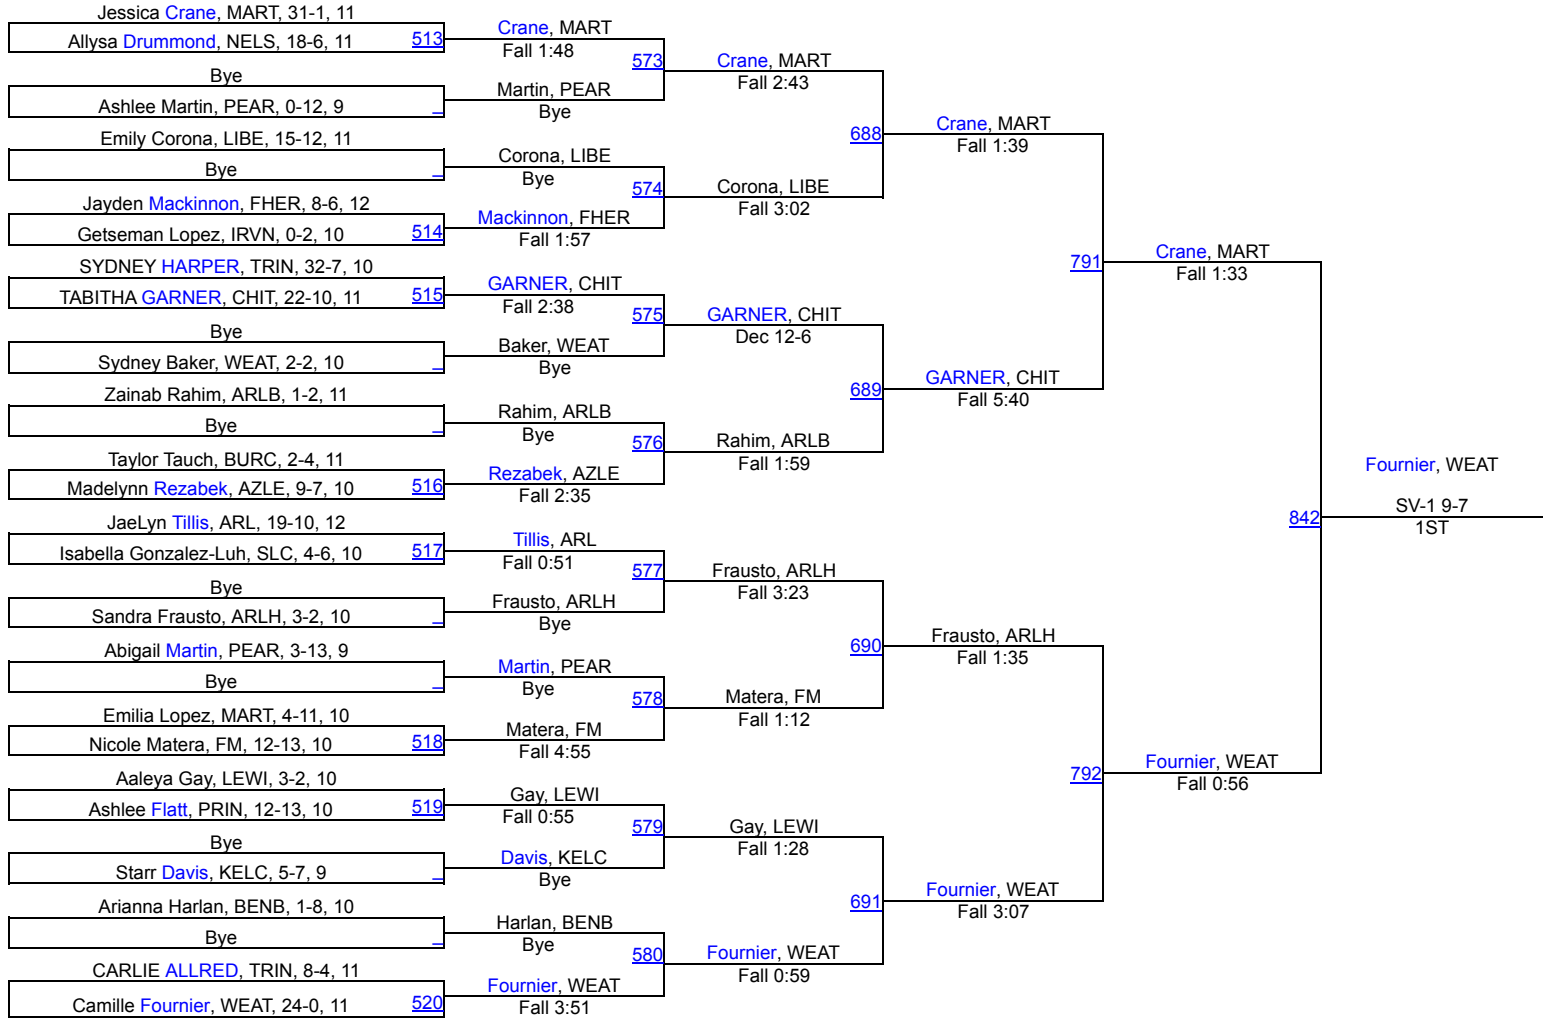 Jessica Crane, MART, 31-1, 11
Allysa Drummond, NELS, 18-6, 11
513
Bye
Ashlee Martin, PEAR, 0-12, 9
Emily Corona, LIBE, 15-12, 11
Bye
Jayden Mackinnon, FHER, 8-6, 12
Getseman Lopez, IRVN, 0-2, 10
514
SYDNEY HARPER, TRIN, 32-7, 10
TABITHA GARNER, CHIT, 22-10, 11
515
Bye
Sydney Baker, WEAT, 2-2, 10
Zainab Rahim, ARLB, 1-2, 11
Bye
Taylor Tauch, BURC, 2-4, 11
Madelynn Rezabek, AZLE, 9-7, 10
516
JaeLyn Tillis, ARL, 19-10, 12
Isabella Gonzalez-Luh, SLC, 4-6, 10
517
Bye
Sandra Frausto, ARLH, 3-2, 10
Abigail Martin, PEAR, 3-13, 9
Bye
Emilia Lopez, MART, 4-11, 10
Nicole Matera, FM, 12-13, 10
518
Aaleya Gay, LEWI, 3-2, 10
Ashlee Flatt, PRIN, 12-13, 10
519
Bye
Starr Davis, KELC, 5-7, 9
Arianna Harlan, BENB, 1-8, 10
Bye
CARLIE ALLRED, TRIN, 8-4, 11
Camille Fournier, WEAT, 24-0, 11
520
Crane, MART
Fall 1:48
573
Martin, PEAR
Bye
Corona, LIBE
Bye
574
Mackinnon, FHER
Fall 1:57
GARNER, CHIT
Fall 2:38
575
Baker, WEAT
Bye
Rahim, ARLB
Bye
576
Rezabek, AZLE
Fall 2:35
Tillis, ARL
Fall 0:51
577
Frausto, ARLH
Bye
Martin, PEAR
Bye
578
Matera, FM
Fall 4:55
Gay, LEWI
Fall 0:55
579
Davis, KELC
Bye
Harlan, BENB
Bye
580
Fournier, WEAT
Fall 3:51
Crane, MART
Fall 2:43
688
Corona, LIBE
Fall 3:02
GARNER, CHIT
Dec 12-6
689
Rahim, ARLB
Fall 1:59
Frausto, ARLH
Fall 3:23
690
Matera, FM
Fall 1:12
Gay, LEWI
Fall 1:28
691
Fournier, WEAT
Fall 0:59
Crane, MART
Fall 1:39
791
GARNER, CHIT
Fall 5:40
Frausto, ARLH
Fall 1:35
792
Fournier, WEAT
Fall 3:07
Crane, MART
Fall 1:33
842
Fournier, WEAT
Fall 0:56
Fournier, WEAT
SV-1 9-7
1ST